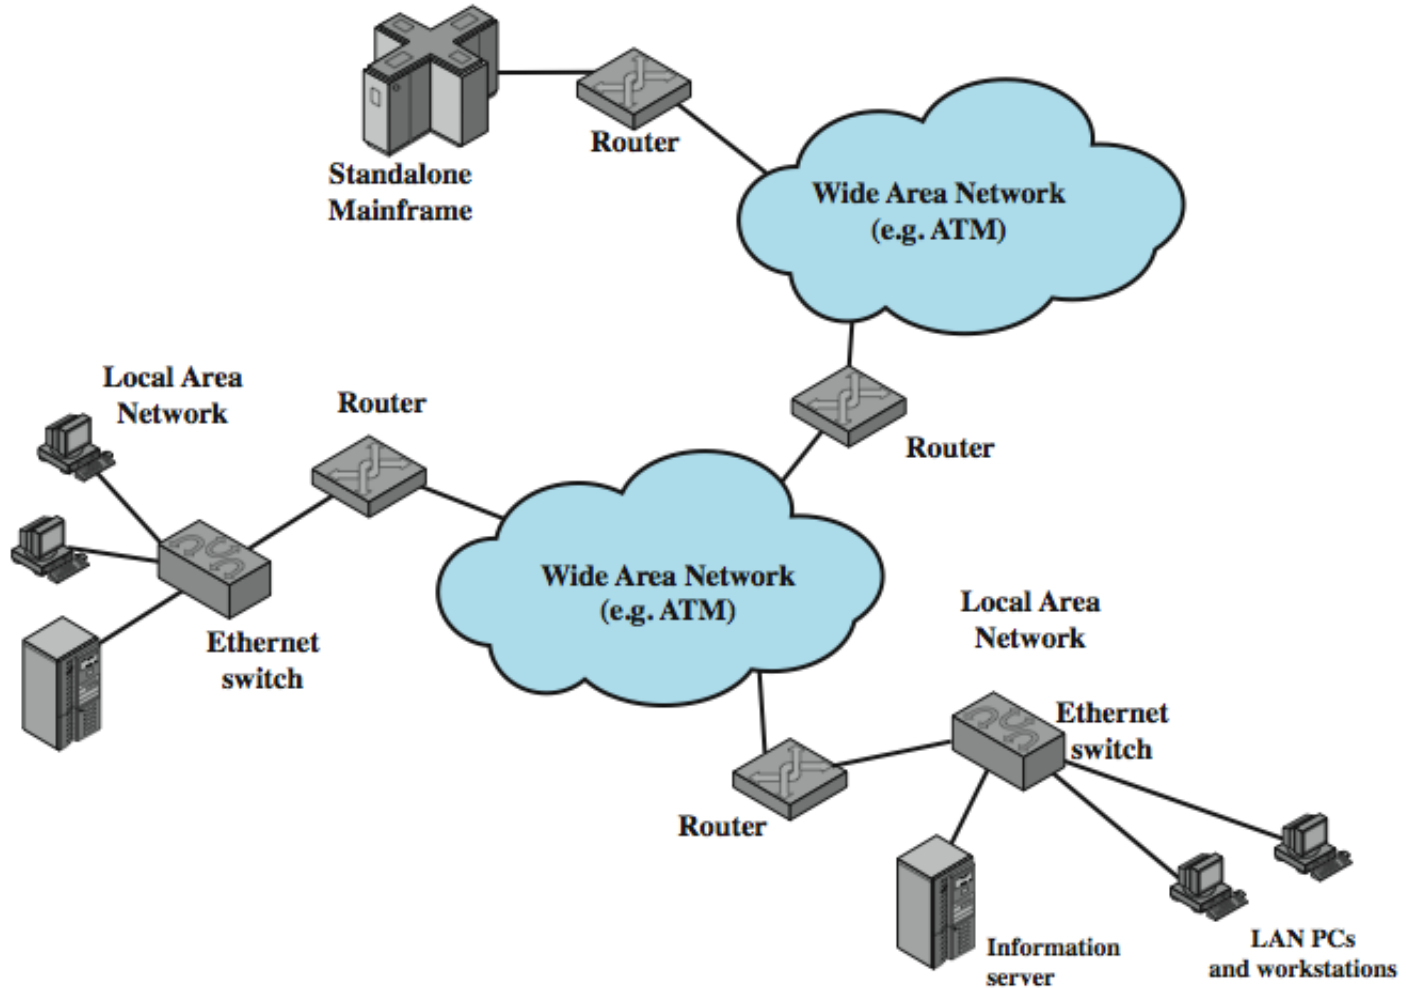 Router
Standalone
Mainframe
Wide Area Network
(e.g. ATM)
Local Area
Network
Router
Router
Ethernet
switch
Wide Area Network
(e.g. ATM)
Local Area
Network
Ethernet
switch
Router
Information
server
LAN PCs
and workstations